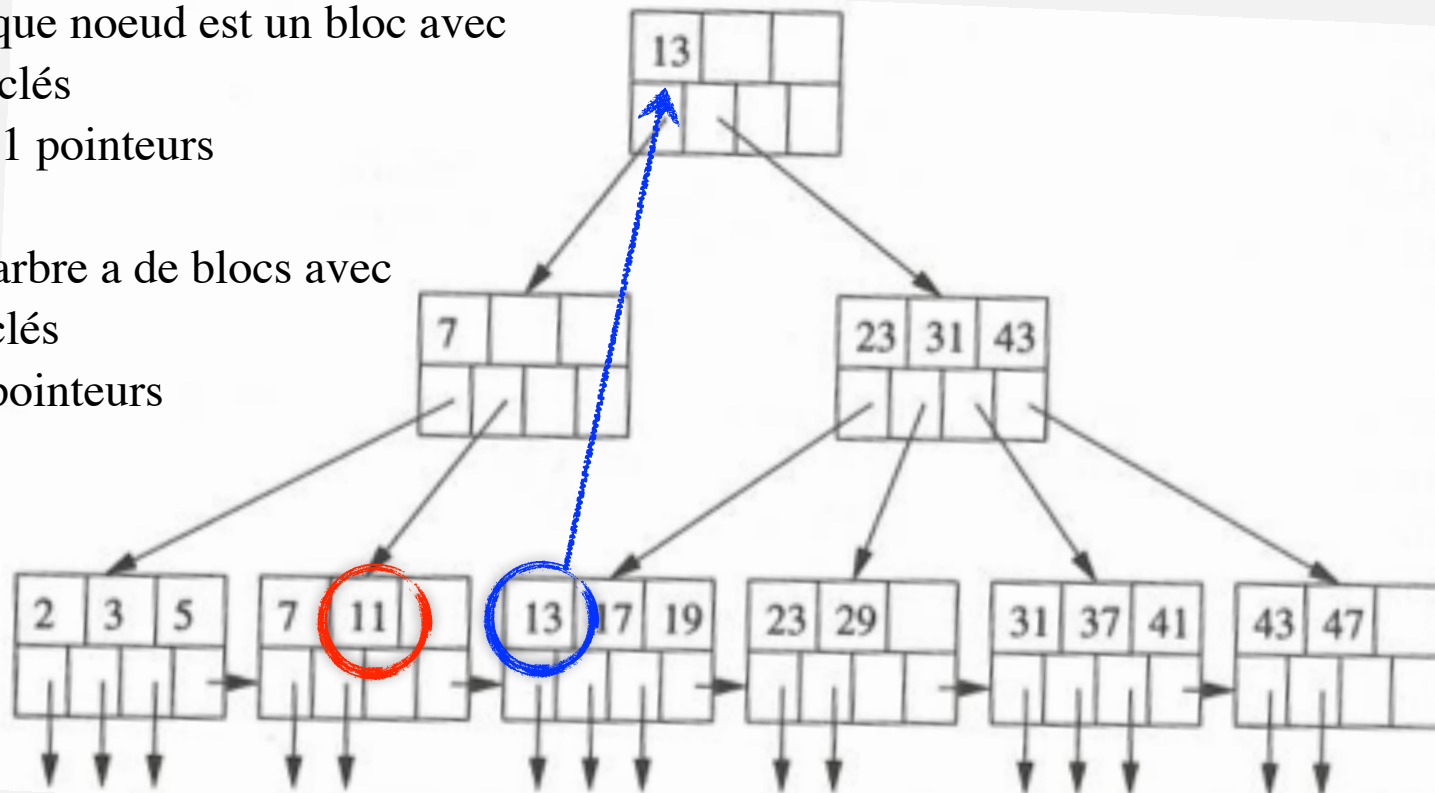 que noeud est un bloc avec
clés
1 pointeurs
arbre a de blocs avec
clés
pointeurs
13
7
23 31 43
2 3 5 7 11 13 17 19 23 29 31 37 41 43 47